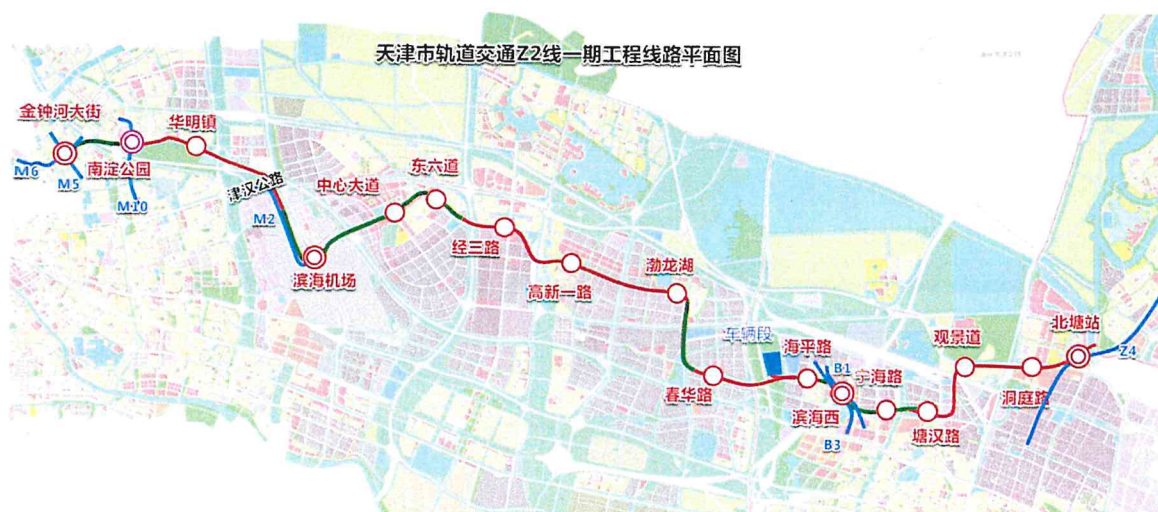 天津市轨道交通Z2线一期工程线路平面图
金钟河大街
华明镇
M6
M5
南淀公园
M10
津汉公路
M2
滨海机场
中心大道
东六道
经三路
高新一路
渤龙湖
车辆段
春华路
海平路
B1
宁海路
滨海西
B3
塘汉路
观景道
洞庭路
北塘站
Z4